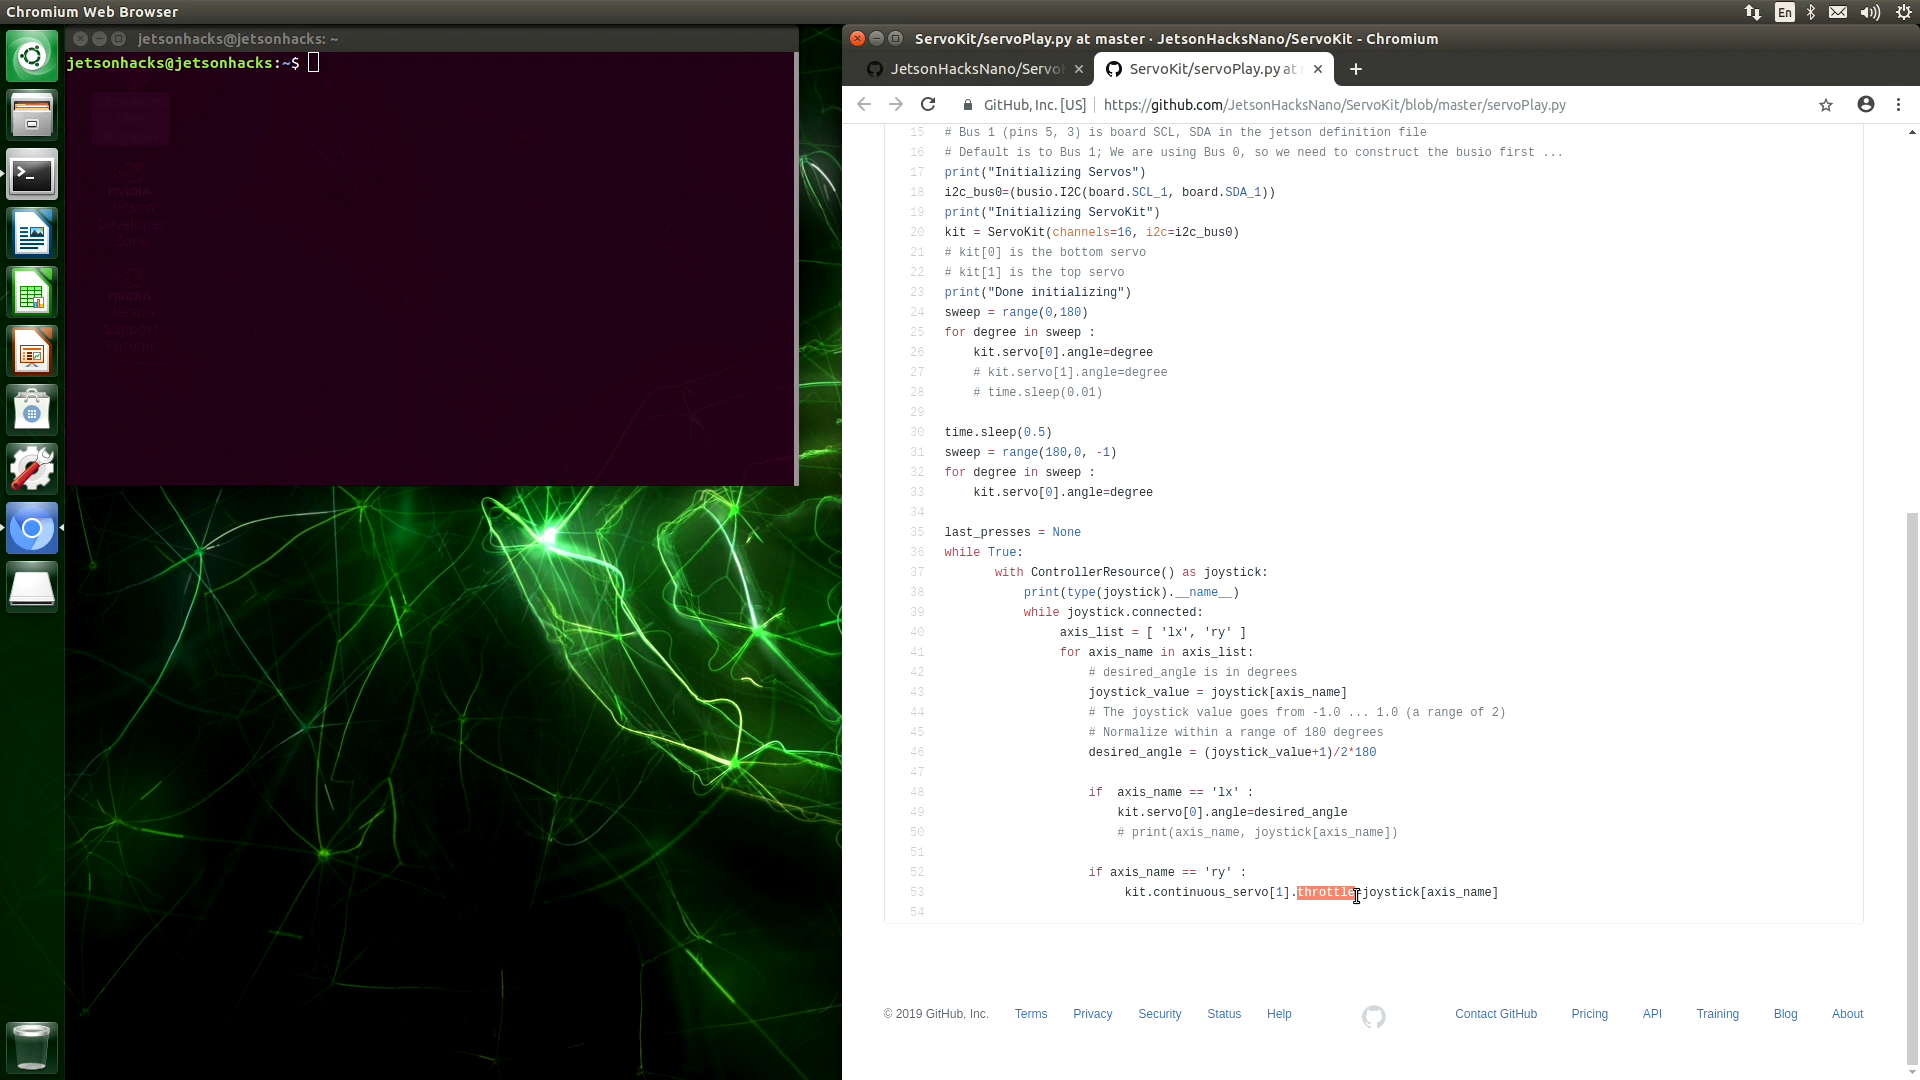 Chromium Web Browser
En
jetsonhacks@jetsonhacks: ~
jetsonhacks@jetsonhacks:~$
NVIDIA
Jetson
Developer
Zone
NVIDIA
Jetson
Support
Forums
ServoKit/servoPlay.py at master · JetsonHacksNano/ServoKit - Chromium
JetsonHacksNano/Servo
ServoKit/servoPlay.py at
GitHub, Inc. [US] | https://github.com/JetsonHacksNano/ServoKit/blob/master/servoPlay.py
15 # Bus 1 (pins 5, 3) is board SCL, SDA in the jetson definition file
16 # Default is to Bus 1; We are using Bus 0, so we need to construct the busio first ...
17 print("Initializing Servos")
18 i2c_bus0=(busio.I2C(board.SCL_1, board.SDA_1))
19 print("Initializing ServoKit")
20 kit = ServoKit(channels=16, i2c=i2c_bus0)
21 # kit[0] is the bottom servo
22 # kit[1] is the top servo
23 print("Done initializing")
24 sweep = range(0,180)
25 for degree in sweep :
26     kit.servo[0].angle=degree
27     # kit.servo[1].angle=degree
28     # time.sleep(0.01)
29
30 time.sleep(0.5)
31 sweep = range(180,0, -1)
32 for degree in sweep :
33     kit.servo[0].angle=degree
34
35 last_presses = None
36 while True:
37        with ControllerResource() as joystick:
38            print(type(joystick).__name__)
39            while joystick.connected:
40                 axis_list = [ 'lx', 'ry' ]
41                 for axis_name in axis_list:
42                     # desired_angle is in degrees
43                     joystick_value = joystick[axis_name]
44                     # The joystick value goes from -1.0 ... 1.0 (a range of 2)
45                     # Normalize within a range of 180 degrees
46                     desired_angle = (joystick_value+1)/2*180
47
48                     if  axis_name == 'lx' :
49                         kit.servo[0].angle=desired_angle
50                         # print(axis_name, joystick[axis_name])
51
52                     if axis_name == 'ry' :
53                          kit.continuous_servo[1].throttle=joystick[axis_name]
54
© 2019 GitHub, Inc. Terms Privacy Security Status Help Contact GitHub Pricing API Training Blog About